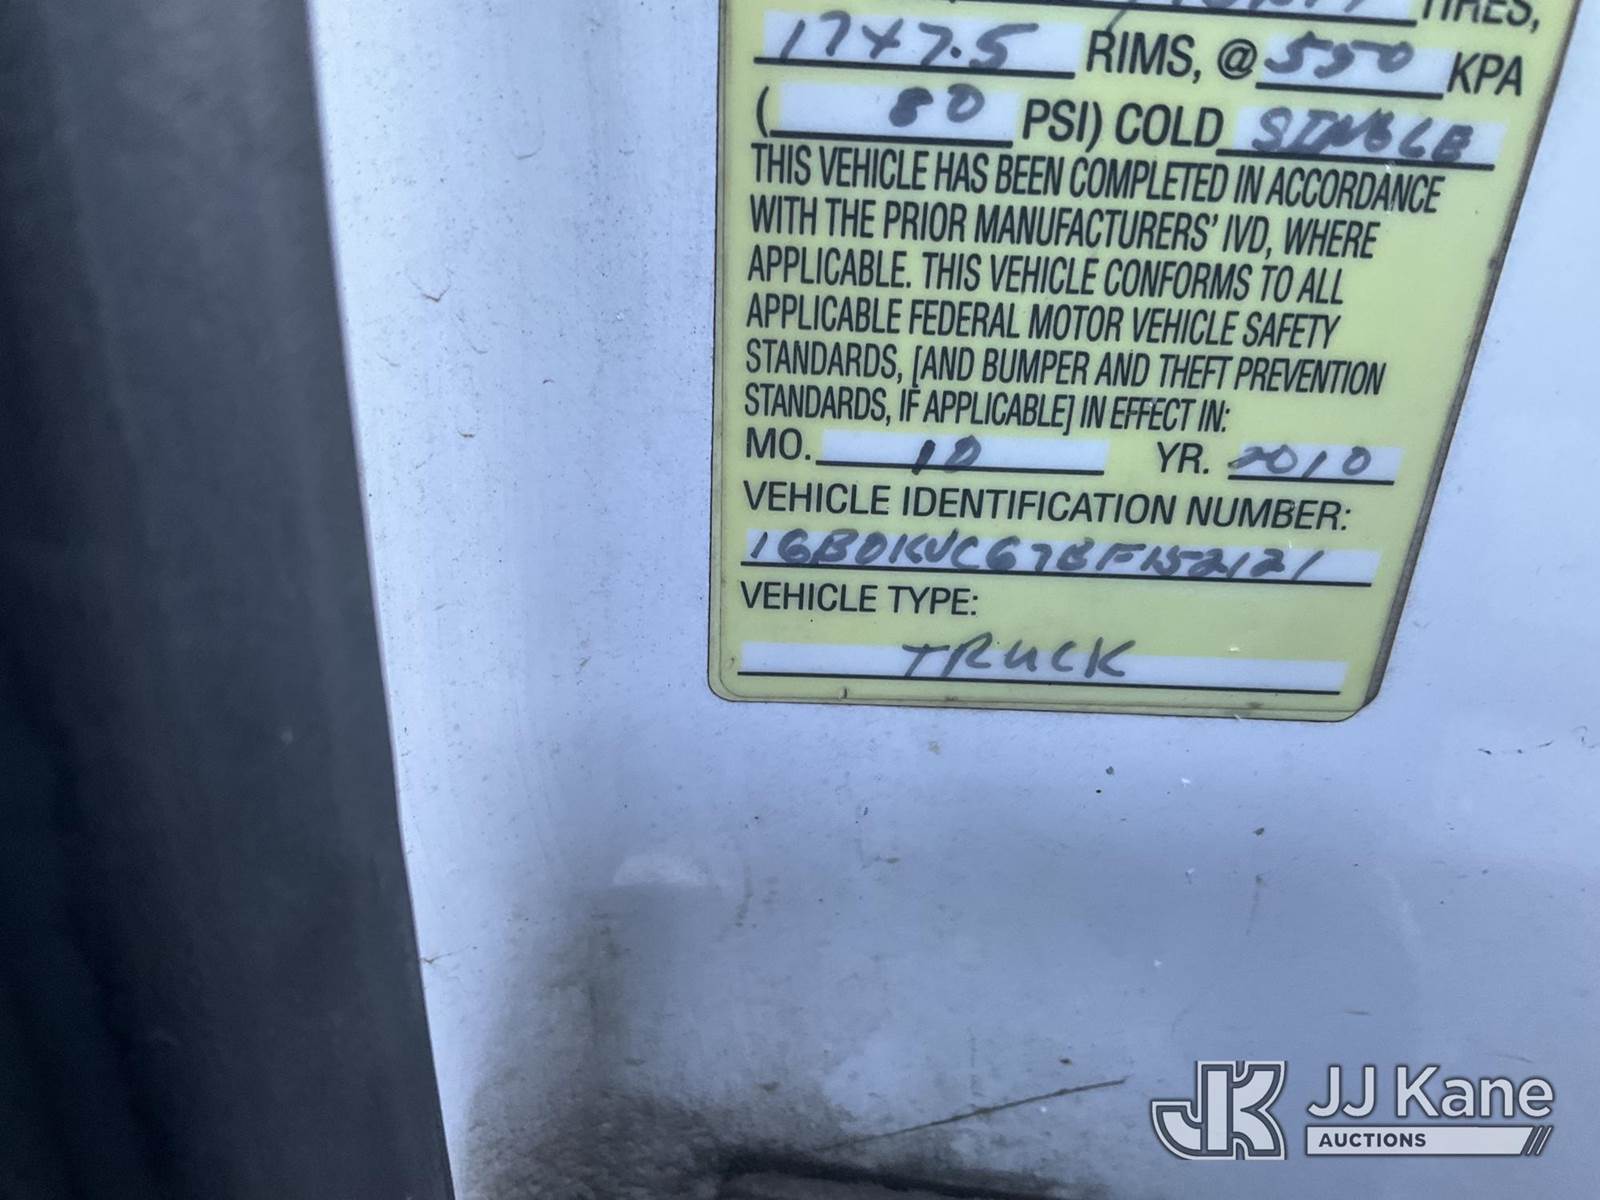 TIRES,
17x7.5 RIMS, @ 550 KPA
( 80 PSI) COLD SINGLE
THIS VEHICLE HAS BEEN COMPLETED IN ACCORDANCE
WITH THE PRIOR MANUFACTURERS' IVD, WHERE
APPLICABLE. THIS VEHICLE CONFORMS TO ALL
APPLICABLE FEDERAL MOTOR VEHICLE SAFETY
STANDARDS, [AND BUMPER AND THEFT PREVENTION
STANDARDS, IF APPLICABLE] IN EFFECT IN:
MO. 10 YR. 2010
VEHICLE IDENTIFICATION NUMBER:
1GB0KVCG7BF152121
VEHICLE TYPE:
TRUCK
JK JJ Kane
AUCTIONS